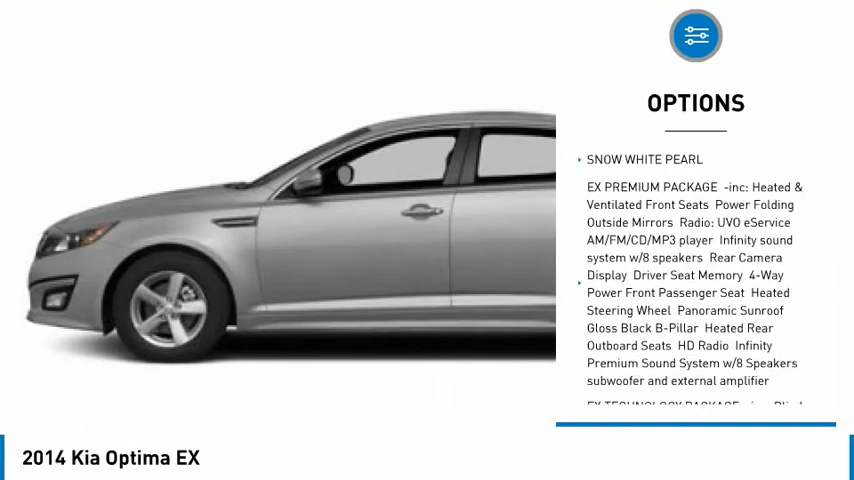 OPTIONS
SNOW WHITE PEARL
EX PREMIUM PACKAGE -inc: Heated &
Ventilated Front Seats Power Folding
Outside Mirrors Radio: UVO eService
AM/FM/CD/MP3 player Infinity sound
system w/8 speakers Rear Camera
Display Driver Seat Memory 4-Way
Power Front Passenger Seat Heated
Steering Wheel Panoramic Sunroof
Gloss Black B-Pillar Heated Rear
Outboard Seats HD Radio Infinity
Premium Sound System w/8 Speakers
subwoofer and external amplifier
2014 Kia Optima EX